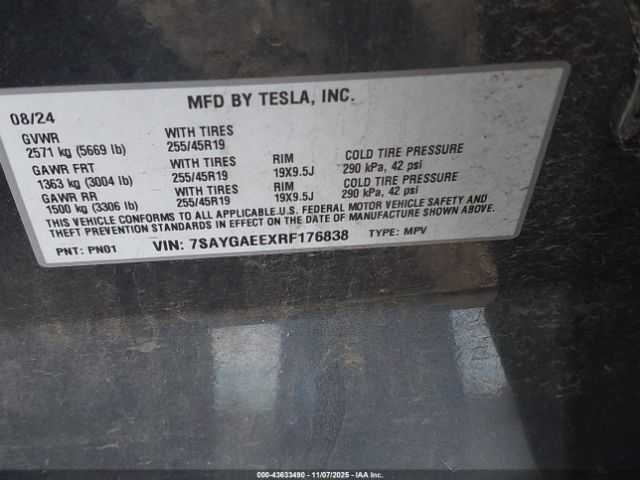 MFD BY TESLA, INC.
08/24
GVWR WITH TIRES
2571 kg (5669 lb) 255/45R19
GAWR FRT WITH TIRES RIM COLD TIRE PRESSURE
1363 kg (3004 lb) 255/45R19 19X9.5J 290 kPa, 42 psi
GAWR RR WITH TIRES RIM COLD TIRE PRESSURE
1500 kg (3306 lb) 255/45R19 19X9.5J 290 kPa, 42 psi
THIS VEHICLE CONFORMS TO ALL APPLICABLE U.S. FEDERAL MOTOR VEHICLE SAFETY AND
THEFT PREVENTION STANDARDS IN EFFECT ON THE DATE OF MANUFACTURE SHOWN ABOVE.
PNT: PN01 VIN: 7SAYGAEEXRF176838 TYPE: MPV
000-43633490 - 11/07/2025 - IAA Inc.